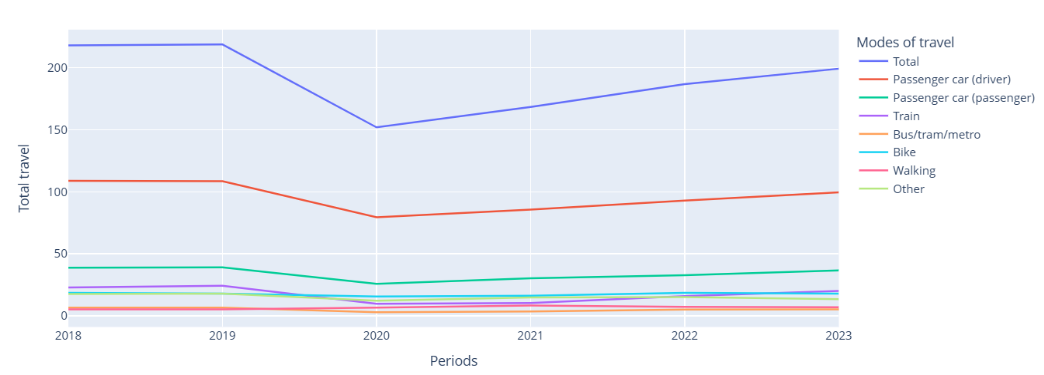 Modes of travel
Total
Passenger car (driver)
Passenger car (passenger)
Train
Bus/tram/metro
Bike
Walking
Other
Total travel
200
150
100
50
0
2018 2019 2020 2021 2022 2023
Periods